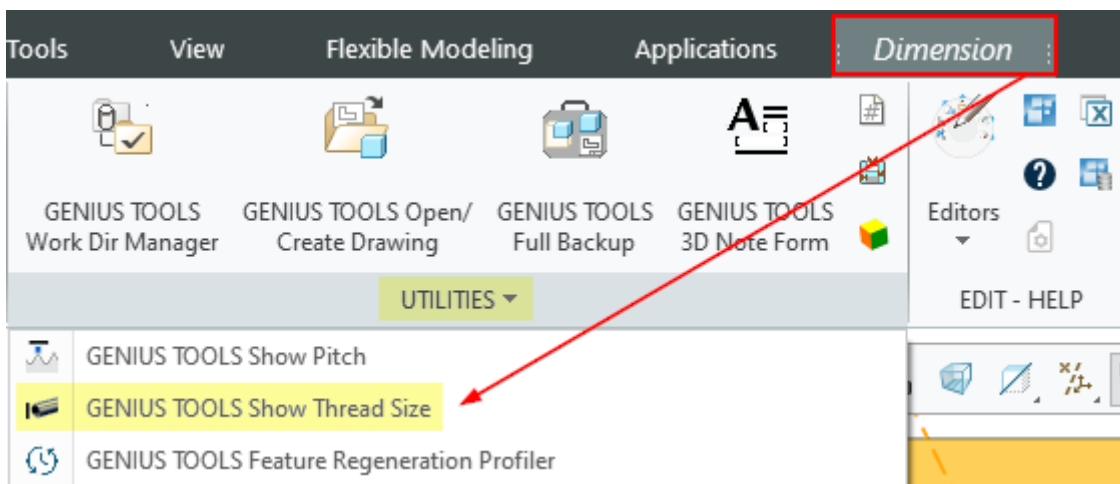 Tools View Flexible Modeling Applications Dimension
GENIUS TOOLS
Work Dir Manager
GENIUS TOOLS Open/
Create Drawing
GENIUS TOOLS
Full Backup
GENIUS TOOLS
3D Note Form
Editors
UTILITIES
EDIT - HELP
GENIUS TOOLS Show Pitch
GENIUS TOOLS Show Thread Size
GENIUS TOOLS Feature Regeneration Profiler